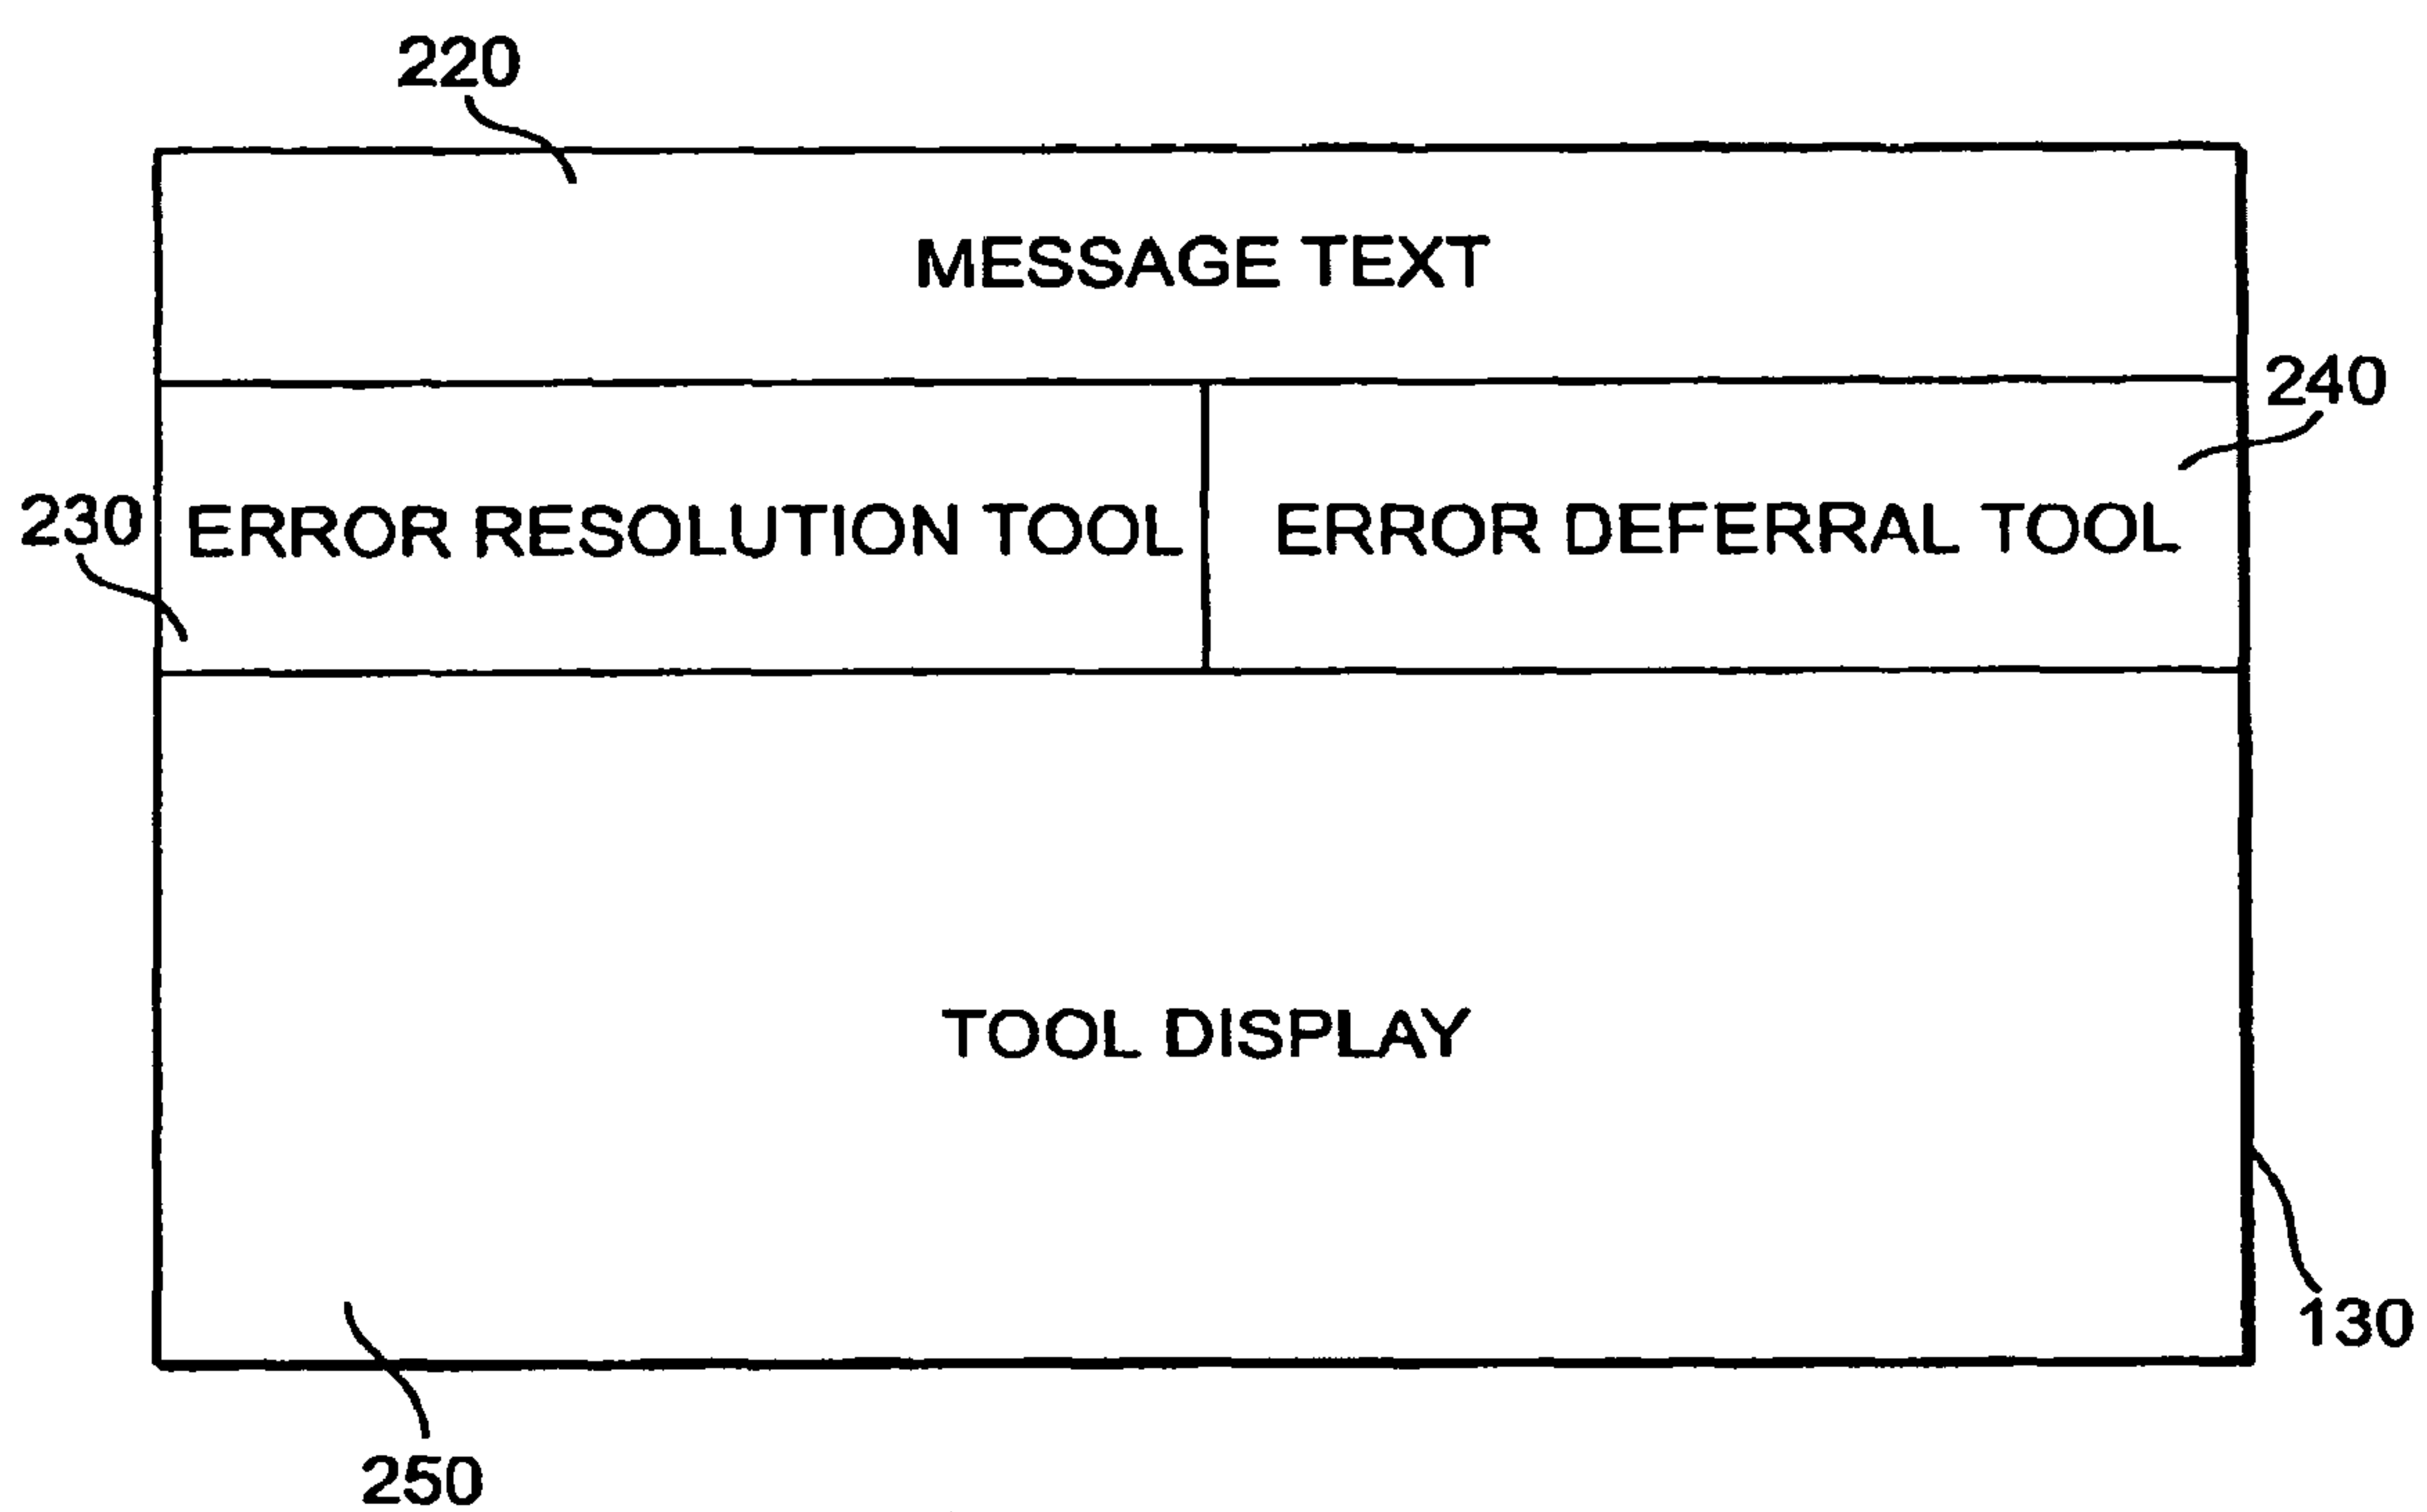 220
MESSAGE TEXT
240
230
ERROR RESOLUTION TOOL
ERROR DEFERRAL TOOL
TOOL DISPLAY
130
250